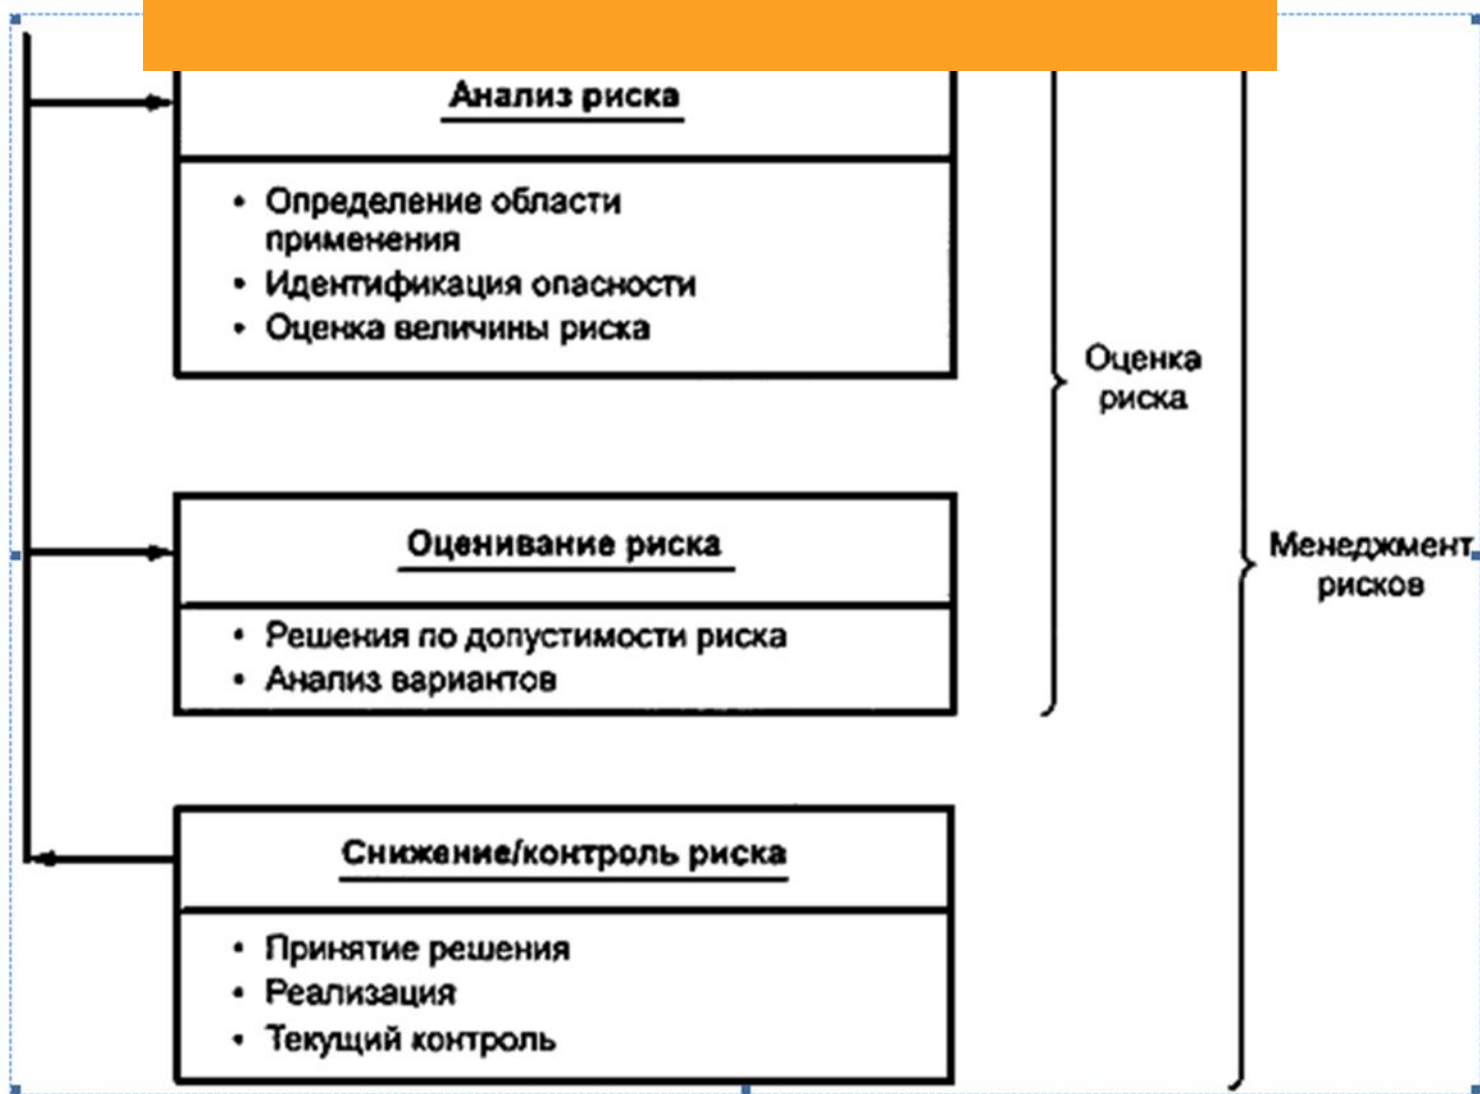 Анализ риска
• Определение области
применения
• Идентификация опасности
• Оценка величины риска
Оценка
риска
Оценивание риска
• Решения по допустимости риска
• Анализ вариантов
Менеджмент
рисков
Снижение/контроль риска
• Принятие решения
• Реализация
• Текущий контроль